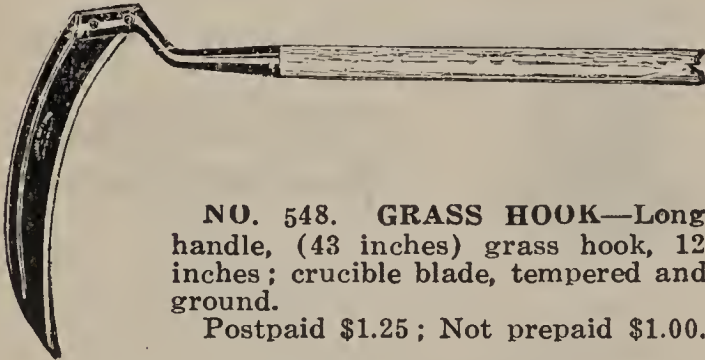 NO. 548. GRASS HOOK—Long
handle, (43 inches) grass hook, 12
inches; crucible blade, tempered and
ground.
Postpaid $1.25; Not prepaid $1.00.